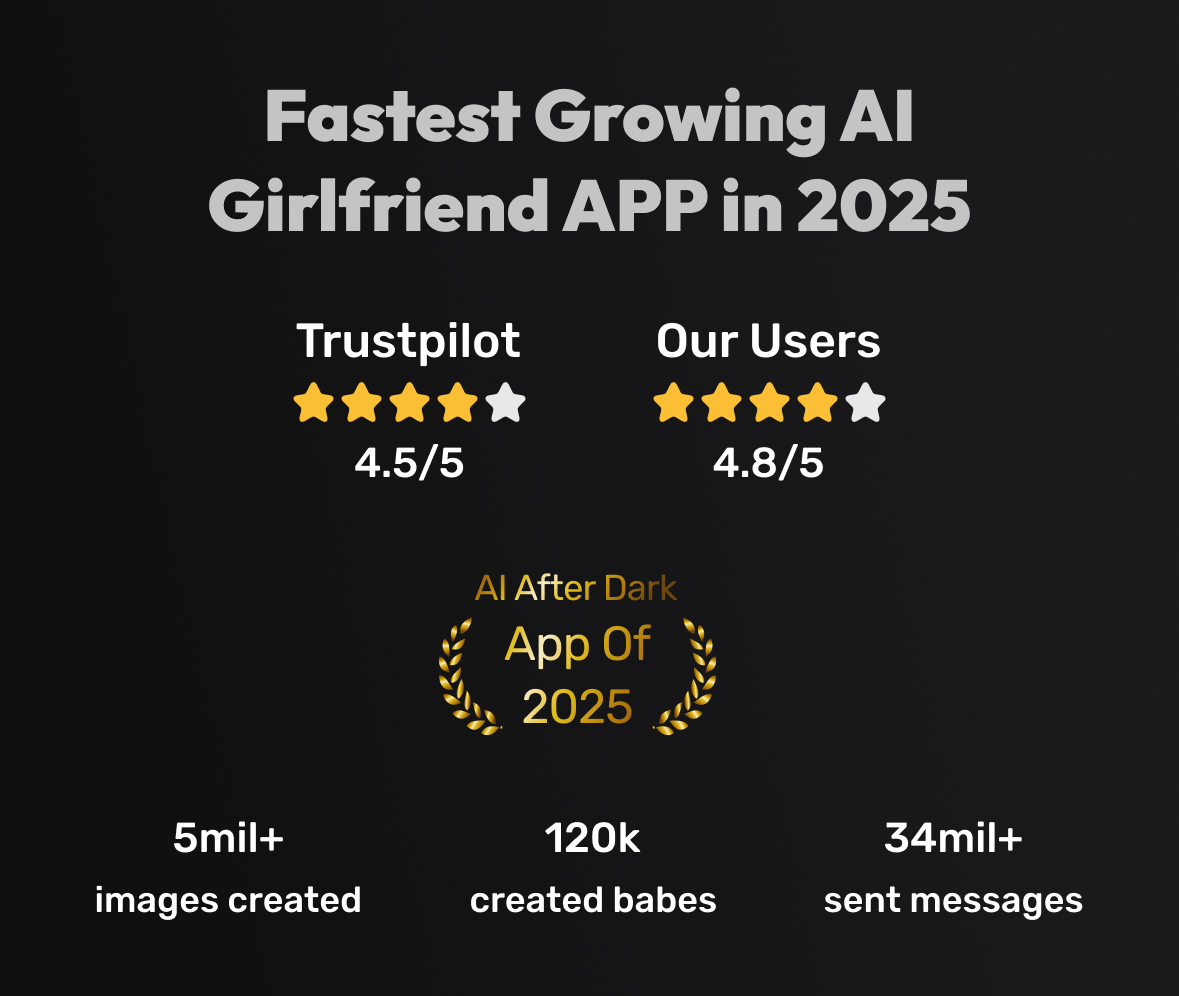 Fastest Growing AI
Girlfriend APP in 2025
Trustpilot
4.5/5
Our Users
4.8/5
AI After Dark
App Of
2025
5mil+
images created
120k
created babes
34mil+
sent messages